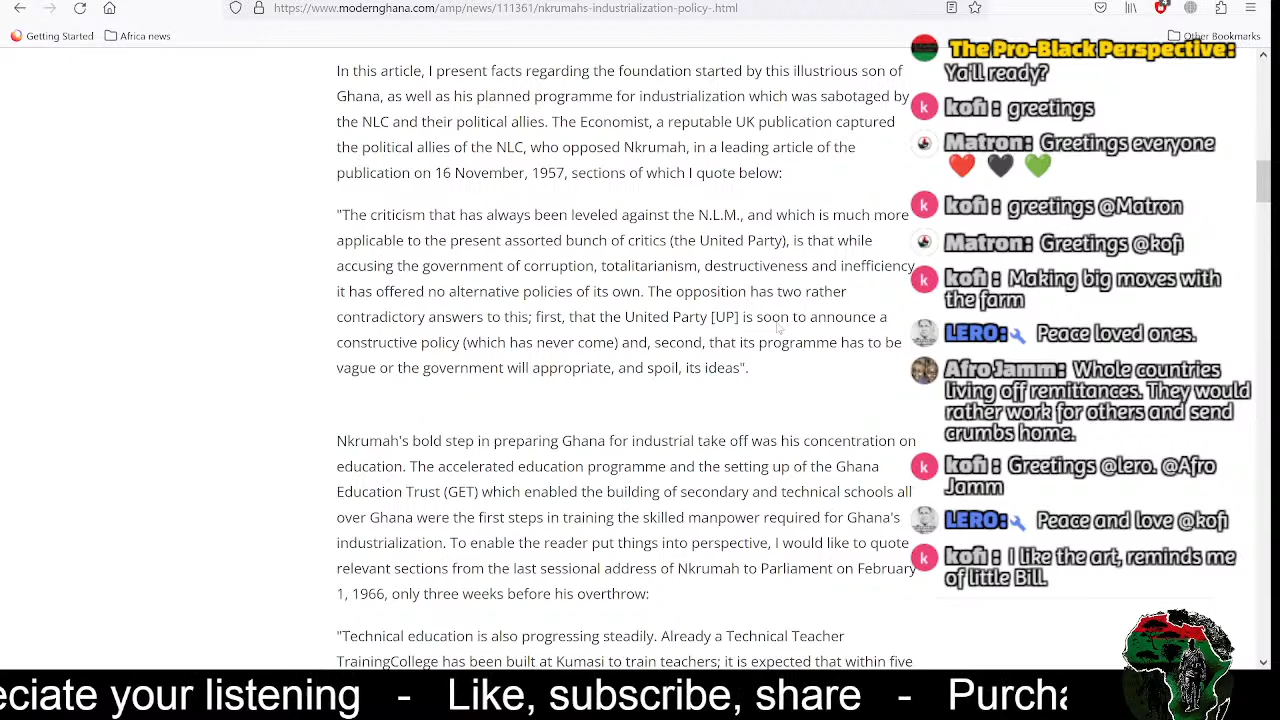 https://www.modernghana.com/amp/news/111361/nkrumahs-industrialization-policy-.html
Getting Started
Africa news
Other Bookmarks
In this article, I present facts regarding the foundation started by this illustrious son of
Ghana, as well as his planned programme for industrialization which was sabotaged by
the NLC and their political allies. The Economist, a reputable UK publication captured
the political allies of the NLC, who opposed Nkrumah, in a leading article of the
publication on 16 November, 1957, sections of which I quote below:
"The criticism that has always been leveled against the N.L.M., and which is much more
applicable to the present assorted bunch of critics (the United Party), is that while
accusing the government of corruption, totalitarianism, destructiveness and inefficiency
it has offered no alternative policies of its own. The opposition has two rather
contradictory answers to this; first, that the United Party [UP] is soon to announce a
constructive policy (which has never come) and, second, that its programme has to be
vague or the government will appropriate, and spoil, its ideas".
Nkrumah's bold step in preparing Ghana for industrial take off was his concentration on
education. The accelerated education programme and the setting up of the Ghana
Education Trust (GET) which enabled the building of secondary and technical schools all
over Ghana were the first steps in training the skilled manpower required for Ghana's
industrialization. To enable the reader put things into perspective, I would like to quote
relevant sections from the last sessional address of Nkrumah to Parliament on February
1, 1966, only three weeks before his overthrow:
"Technical education is also progressing steadily. Already a Technical Teacher
TrainingCollege has been built at Kumasi to train teachers; it is expected that within five
The Pro-Black Perspective:
Ya'll ready?
k kofi : greetings
Matron: Greetings everyone
k kofi : greetings @Matron
Matron: Greetings @kofi
k kofi : Making big moves with
the farm
LERO: Peace loved ones.
Afro Jamm: Whole countries
living off remittances. They would
rather work for others and send
crumbs home.
k kofi : Greetings @lero. @Afro
Jamm
LERO: Peace and love @kofi
k kofi : I like the art, reminds me
of little Bill.
eciate your listening - Like, subscribe, share - Purcha